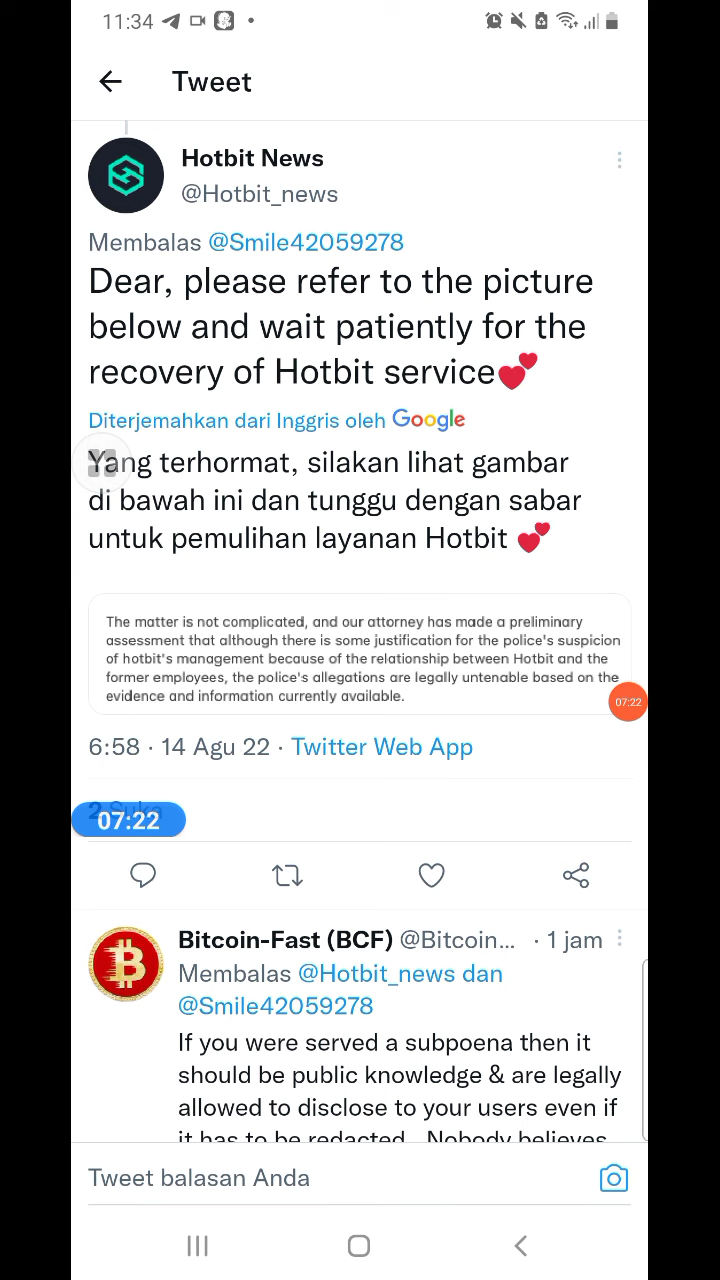 11:34
Tweet
Hotbit News
@Hotbit_news
Membalas @Smile42059278
Dear, please refer to the picture
below and wait patiently for the
recovery of Hotbit service💕
Diterjemahkan dari Inggris oleh Google
Yang terhormat, silakan lihat gambar
di bawah ini dan tunggu dengan sabar
untuk pemulihan layanan Hotbit 💕
The matter is not complicated, and our attorney has made a preliminary
assessment that although there is some justification for the police's suspicion
of hotbit's management because of the relationship between Hotbit and the
former employees, the police's allegations are legally untenable based on the
evidence and information currently available.
07:22
6:58 · 14 Agu 22 · Twitter Web App
2 Suka
07:22
Bitcoin-Fast (BCF) @Bitcoin... · 1 jam
Membalas @Hotbit_news dan
@Smile42059278
If you were served a subpoena then it
should be public knowledge & are legally
allowed to disclose to your users even if
it has to be redacted.. Nobody believes
Tweet balasan Anda